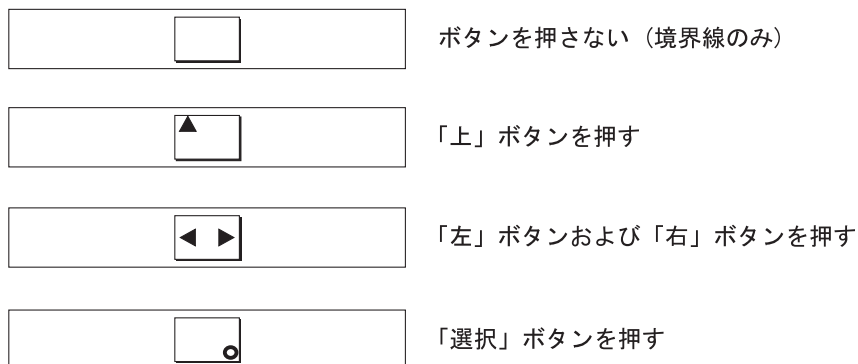 ボタンを押さない（境界線のみ）
「上」ボタンを押す
「左」ボタンおよび「右」ボタンを押す
「選択」ボタンを押す